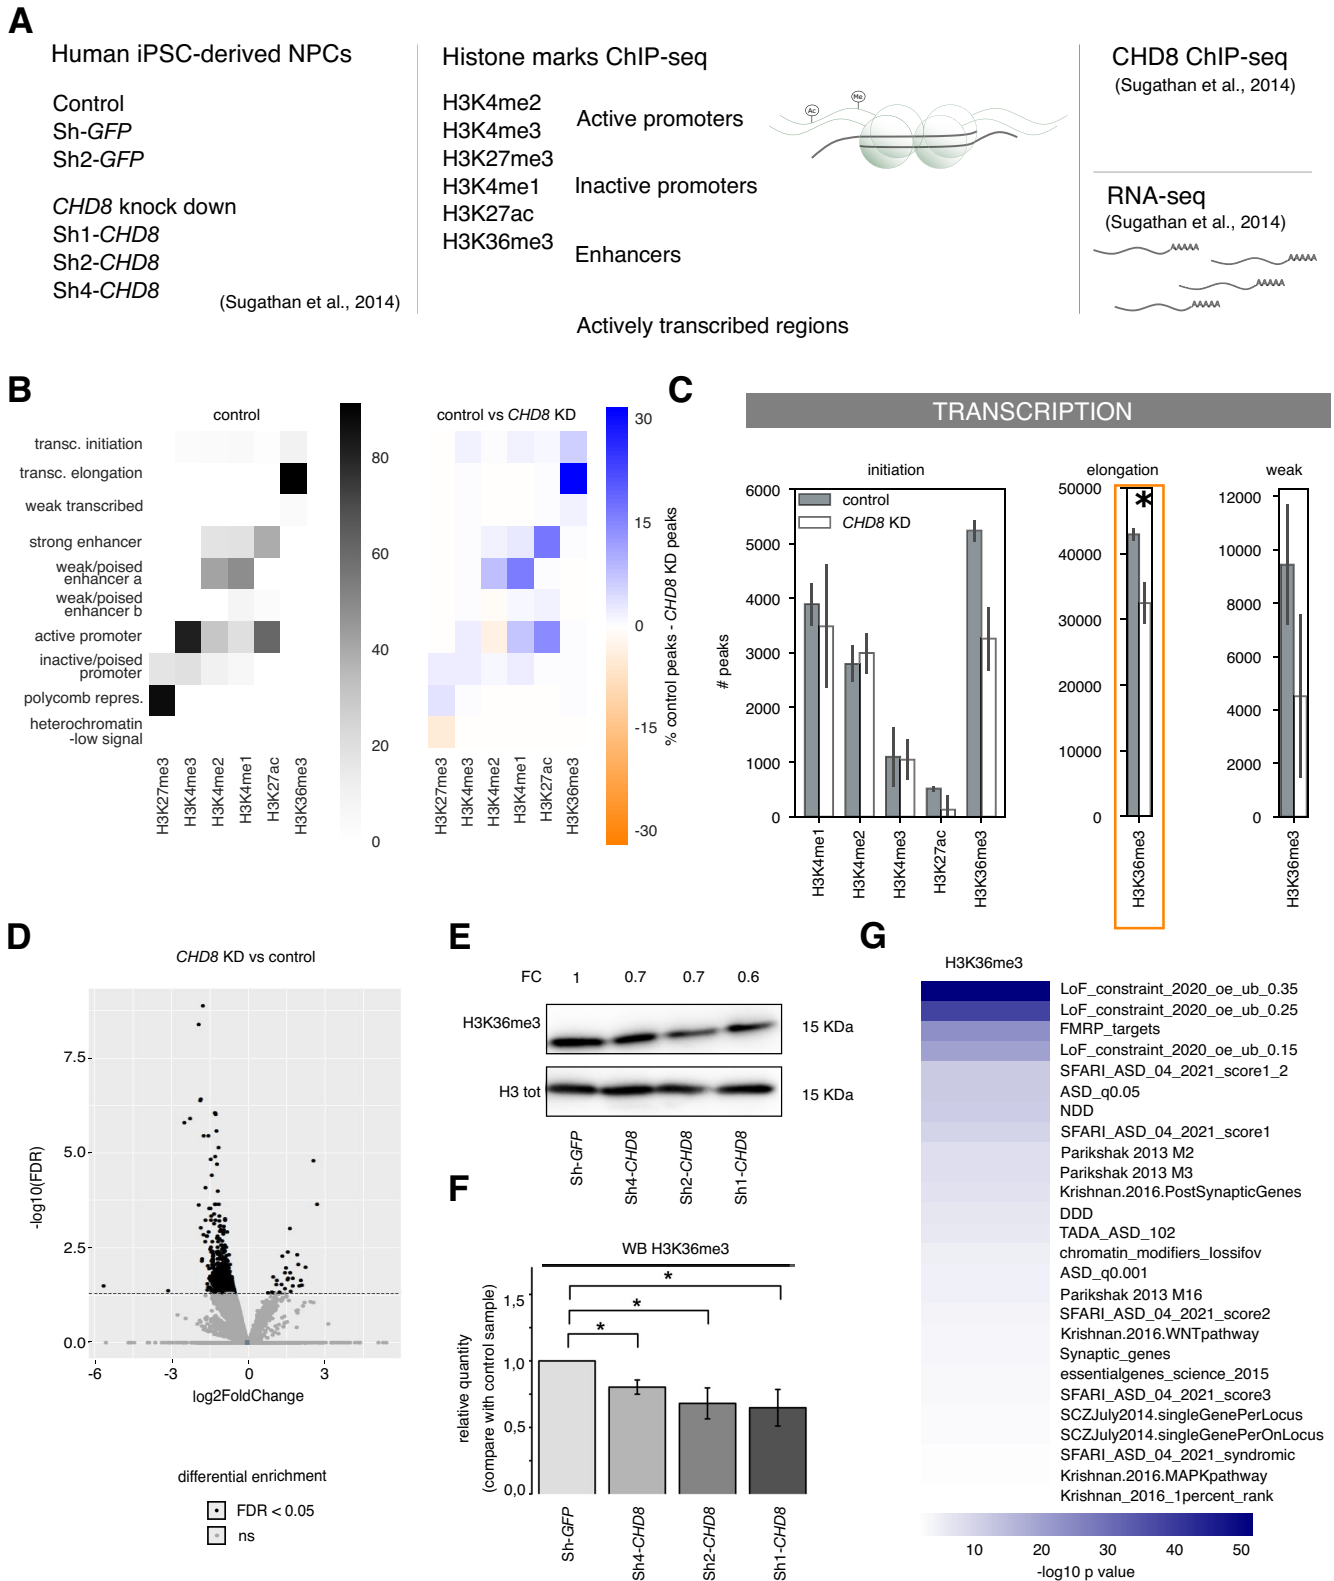 A
Human iPSC-derived NPCs
Control
Sh-GFP
Sh2-GFP
CHD8 knock down
Sh1-CHD8
Sh2-CHD8
Sh4-CHD8
(Sugathan et al., 2014)
Histone marks ChIP-seq
H3K4me2
H3K4me3
H3K27me3
H3K4me1
H3K27ac
H3K36me3
Active promoters
Inactive promoters
Enhancers
Actively transcribed regions
Ac
Me
CHD8 ChIP-seq
(Sugathan et al., 2014)
RNA-seq
(Sugathan et al., 2014)
B
control
transc. initiation
transc. elongation
weak transcribed
strong enhancer
weak/poised
enhancer a
weak/poised
enhancer b
active promoter
inactive/poised
promoter
polycomb repres.
heterochromatin
-low signal
H3K27me3
H3K4me3
H3K4me2
H3K4me1
H3K27ac
H3K36me3
80
60
40
20
0
control vs CHD8 KD
H3K27me3
H3K4me3
H3K4me2
H3K4me1
H3K27ac
H3K36me3
30
15
0
-15
-30
% control peaks - CHD8 KD peaks
C
TRANSCRIPTION
initiation
control
CHD8 KD
# peaks
6000
5000
4000
3000
2000
1000
0
H3K4me1
H3K4me2
H3K4me3
H3K27ac
H3K36me3
elongation
50000
40000
30000
20000
10000
0
*
H3K36me3
weak
12000
10000
8000
6000
4000
2000
0
H3K36me3
D
CHD8 KD vs control
-log10(FDR)
7.5
5.0
2.5
0.0
-6
-3
0
3
log2FoldChange
differential enrichment
FDR < 0.05
ns
E
FC
1
0.7
0.7
0.6
H3K36me3
15 KDa
H3 tot
15 KDa
Sh-GFP
Sh4-CHD8
Sh2-CHD8
Sh1-CHD8
F
WB H3K36me3
relative quantity
(compare with control sample)
1,5
1,0
0,5
0,0
*
*
*
Sh-GFP
Sh4-CHD8
Sh2-CHD8
Sh1-CHD8
G
H3K36me3
LoF_constraint_2020_oe_ub_0.35
LoF_constraint_2020_oe_ub_0.25
FMRP_targets
LoF_constraint_2020_oe_ub_0.15
SFARI_ASD_04_2021_score1_2
ASD_q0.05
NDD
SFARI_ASD_04_2021_score1
Parikshak 2013 M2
Parikshak 2013 M3
Krishnan.2016.PostSynapticGenes
DDD
TADA_ASD_102
chromatin_modifiers_Iossifov
ASD_q0.001
Parikshak 2013 M16
SFARI_ASD_04_2021_score2
Krishnan.2016.WNTpathway
Synaptic_genes
essentialgenes_science_2015
SFARI_ASD_04_2021_score3
SCZJuly2014.singleGenePerLocus
SCZJuly2014.singleGenePerOnLocus
SFARI_ASD_04_2021_syndromic
Krishnan.2016.MAPKpathway
Krishnan_2016_1percent_rank
10
20
30
40
50
-log10 p value